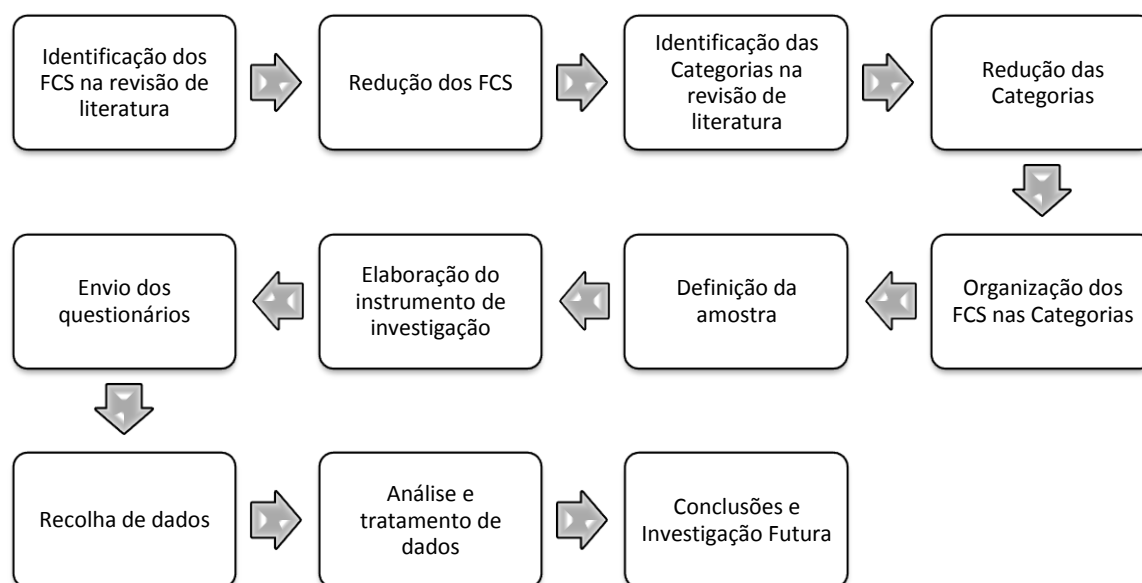 Identificação dos
FCS na revisão de
literatura
Redução dos FCS
Identificação das
Categorias na
revisão de
literatura
Redução das
Categorias
Envio dos
questionários
Elaboração do
instrumento de
investigação
Definição da
amostra
Organização dos
FCS nas Categorias
Recolha de dados
Análise e
tratamento de
dados
Conclusões e
Investigação Futura